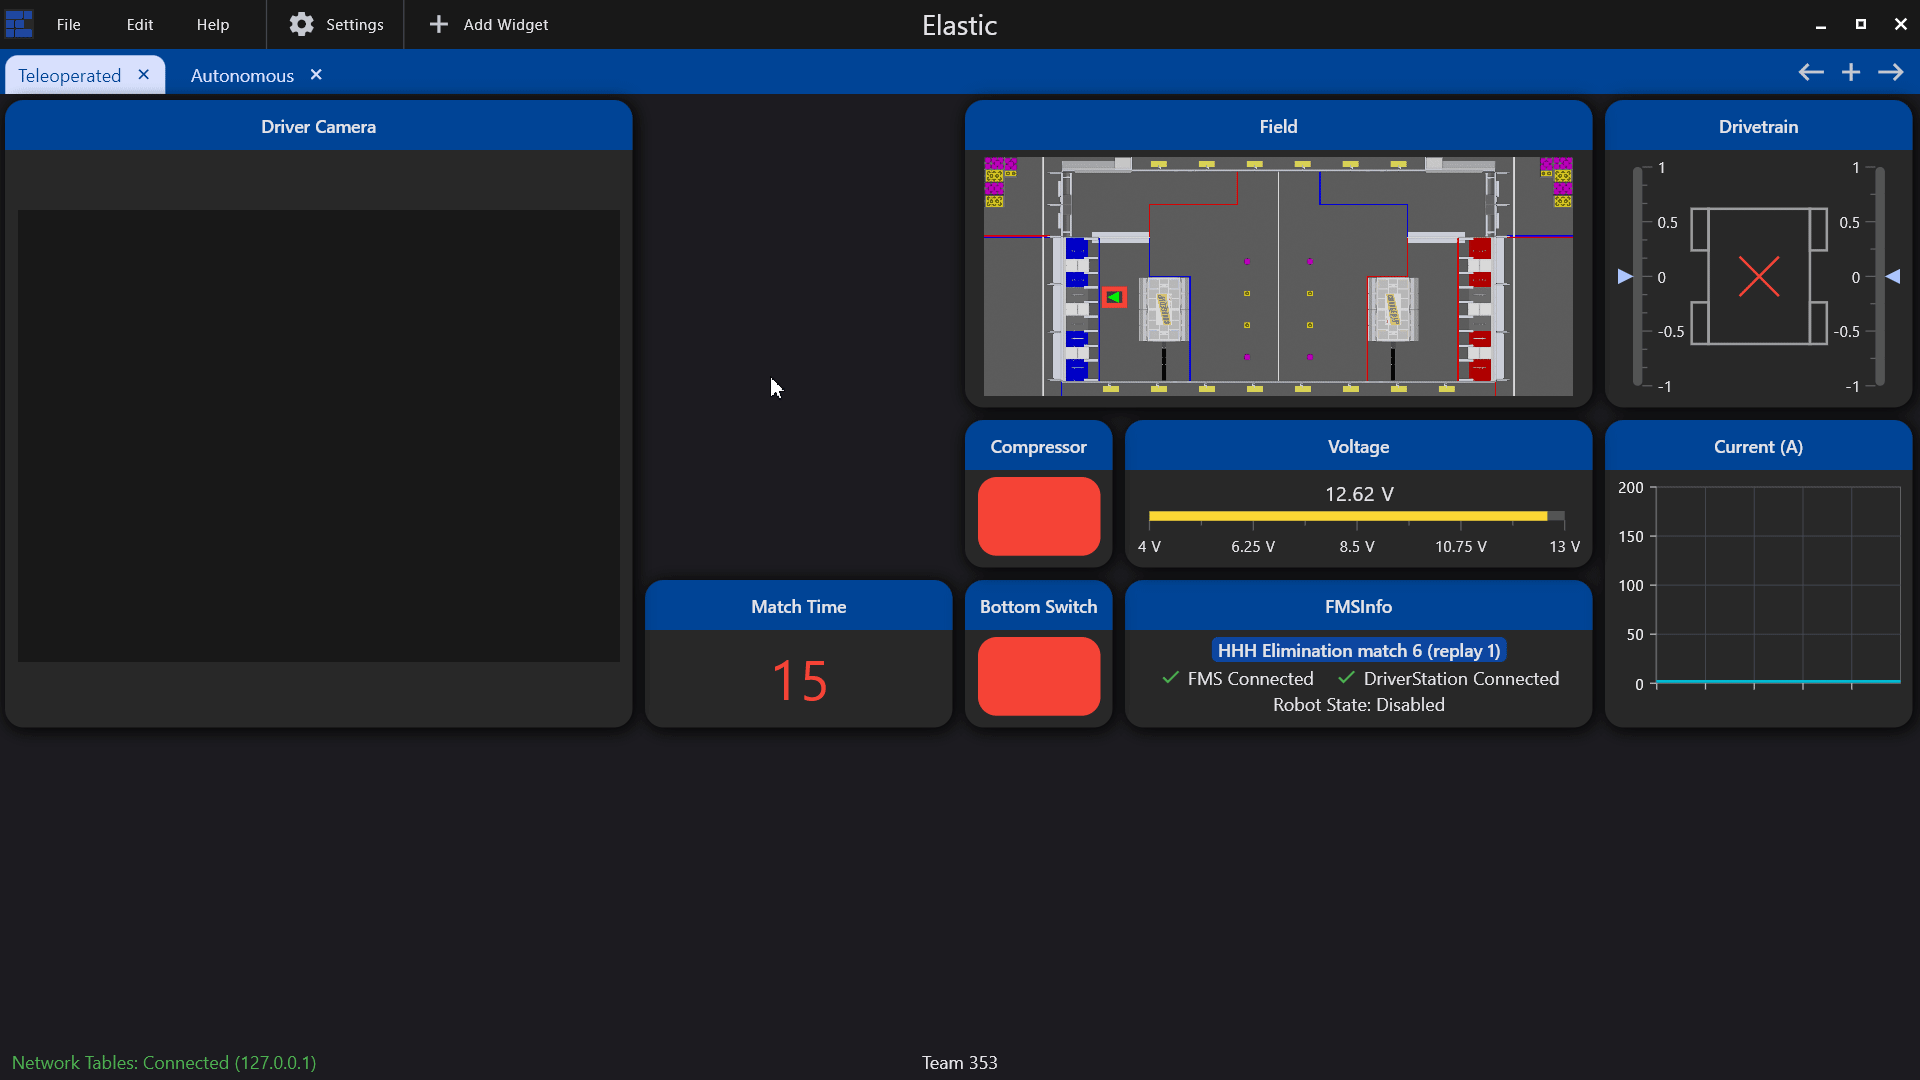 File Edit Help Settings Add Widget Elastic
Teleoperated Autonomous
Driver Camera
Field
Drivetrain
1 1
0.5 0.5
0 0
-0.5 -0.5
-1 -1
Compressor
Voltage
12.62 V
4 V 6.25 V 8.5 V 10.75 V 13 V
Current (A)
200
150
100
50
0
Match Time
15
Bottom Switch
FMSInfo
HHH Elimination match 6 (replay 1)
FMS Connected DriverStation Connected
Robot State: Disabled
Network Tables: Connected (127.0.0.1)
Team 353